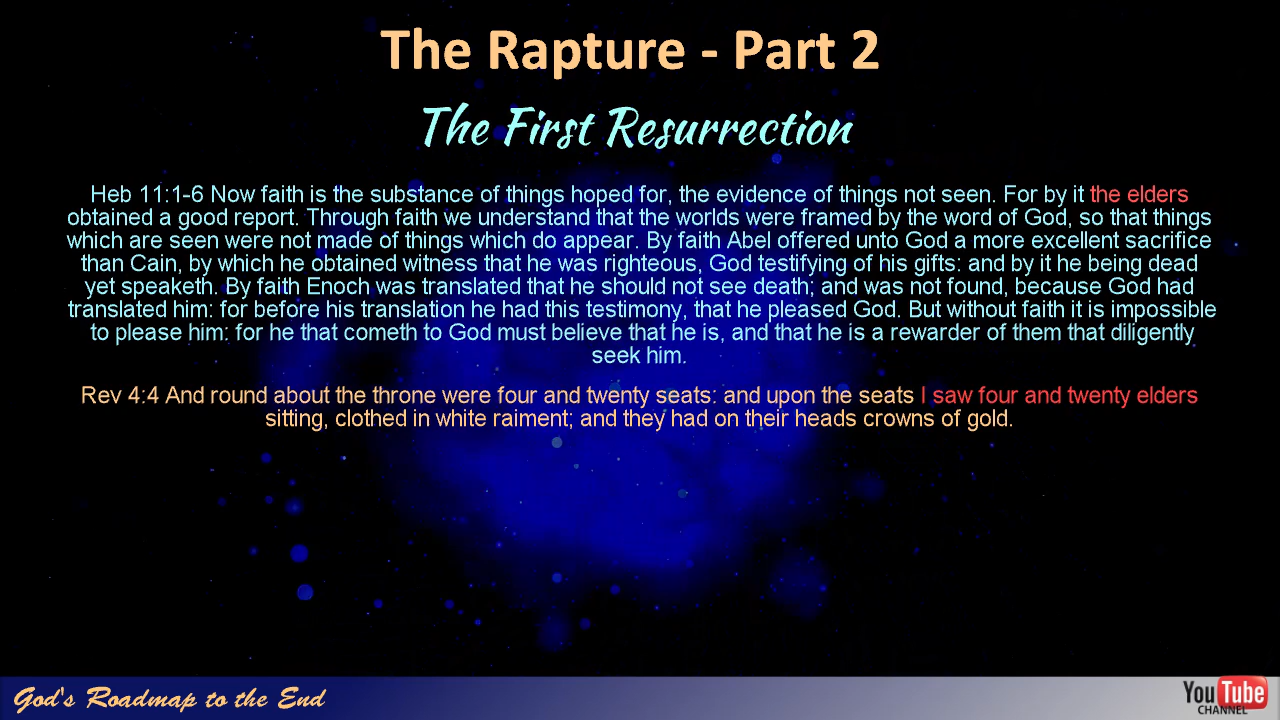 The Rapture - Part 2
The First Resurrection
Heb 11:1-6 Now faith is the substance of things hoped for, the evidence of things not seen. For by it the elders
obtained a good report. Through faith we understand that the worlds were framed by the word of God, so that things
which are seen were not made of things which do appear. By faith Abel offered unto God a more excellent sacrifice
than Cain, by which he obtained witness that he was righteous, God testifying of his gifts: and by it he being dead
yet speaketh. By faith Enoch was translated that he should not see death; and was not found, because God had
translated him: for before his translation he had this testimony, that he pleased God. But without faith it is impossible
to please him: for he that cometh to God must believe that he is, and that he is a rewarder of them that diligently
seek him.
Rev 4:4 And round about the throne were four and twenty seats: and upon the seats I saw four and twenty elders
sitting, clothed in white raiment; and they had on their heads crowns of gold.
God's Roadmap to the End
YouTube
CHANNEL